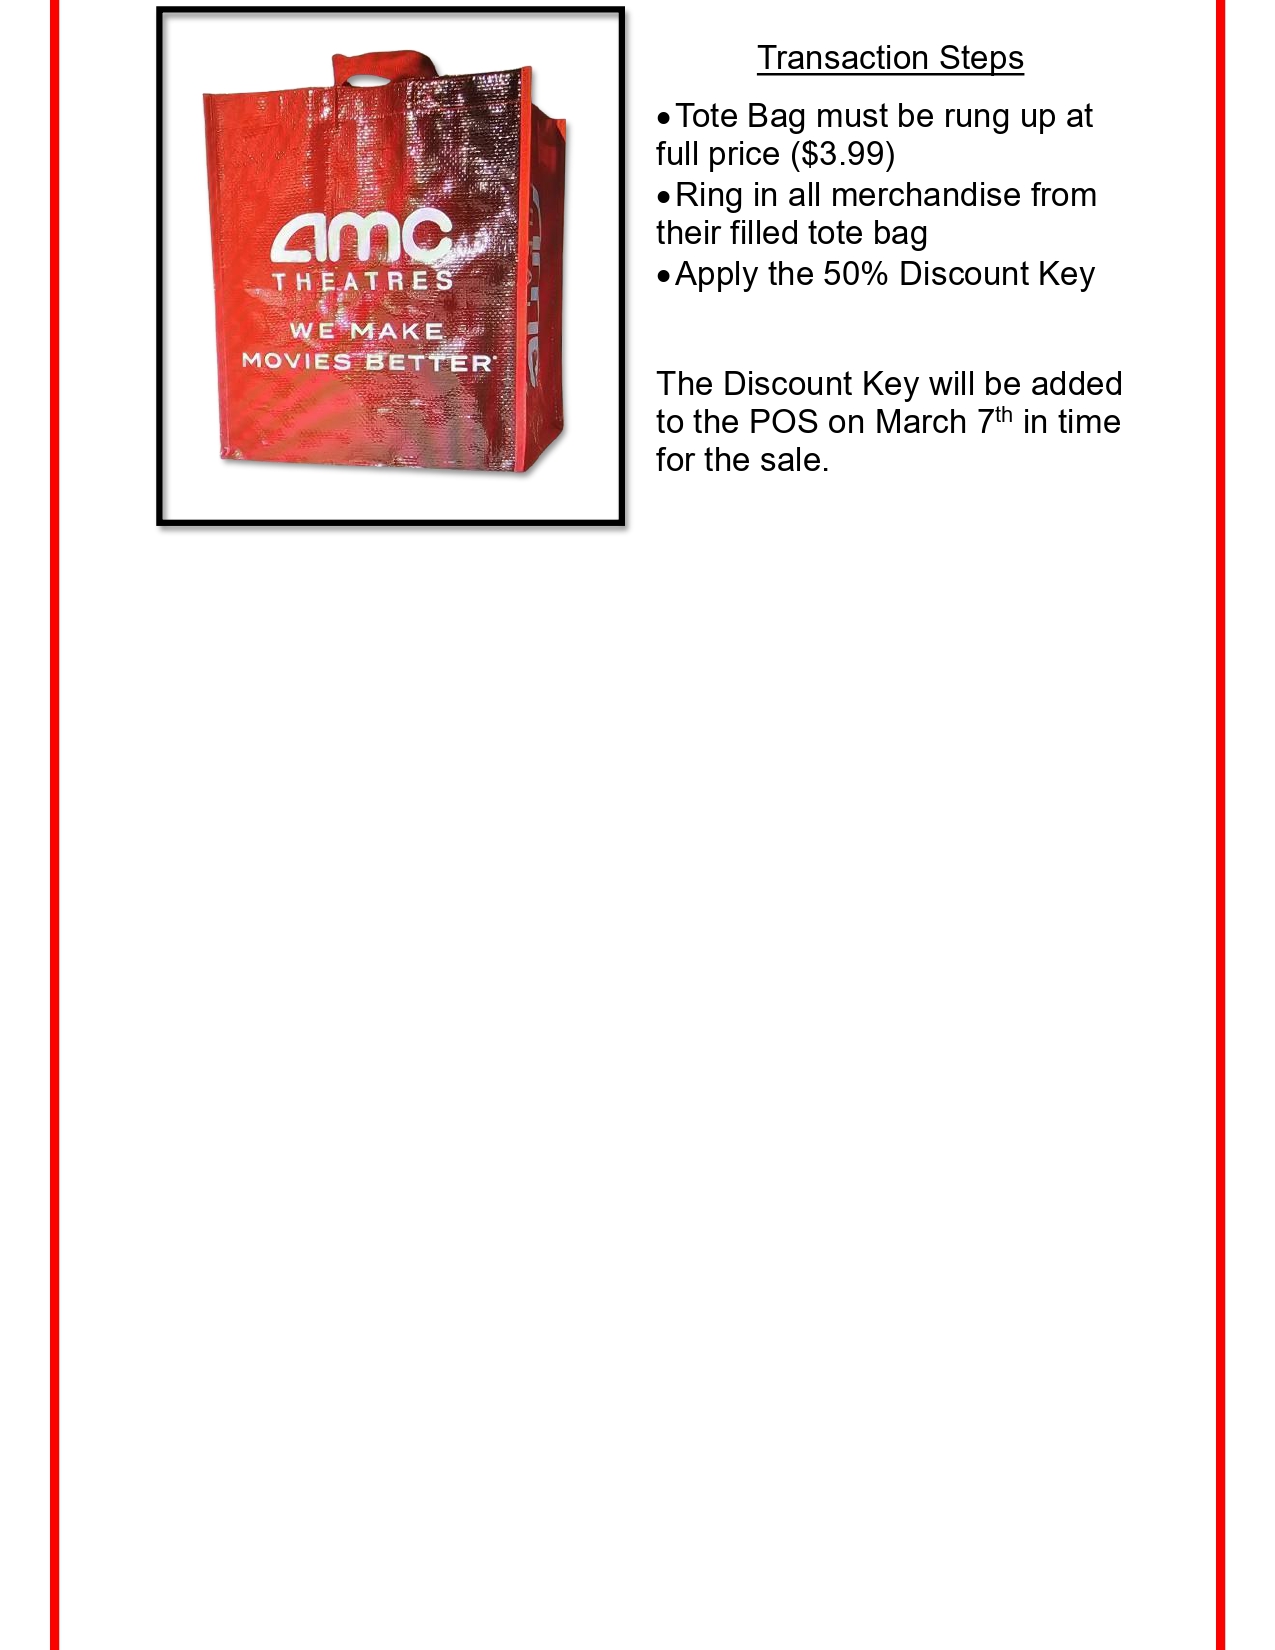 amc
THEATRES
WE MAKE
MOVIES BETTER®
Transaction Steps
•Tote Bag must be rung up at
full price ($3.99)
•Ring in all merchandise from
their filled tote bag
•Apply the 50% Discount Key
The Discount Key will be added
to the POS on March 7th in time
for the sale.